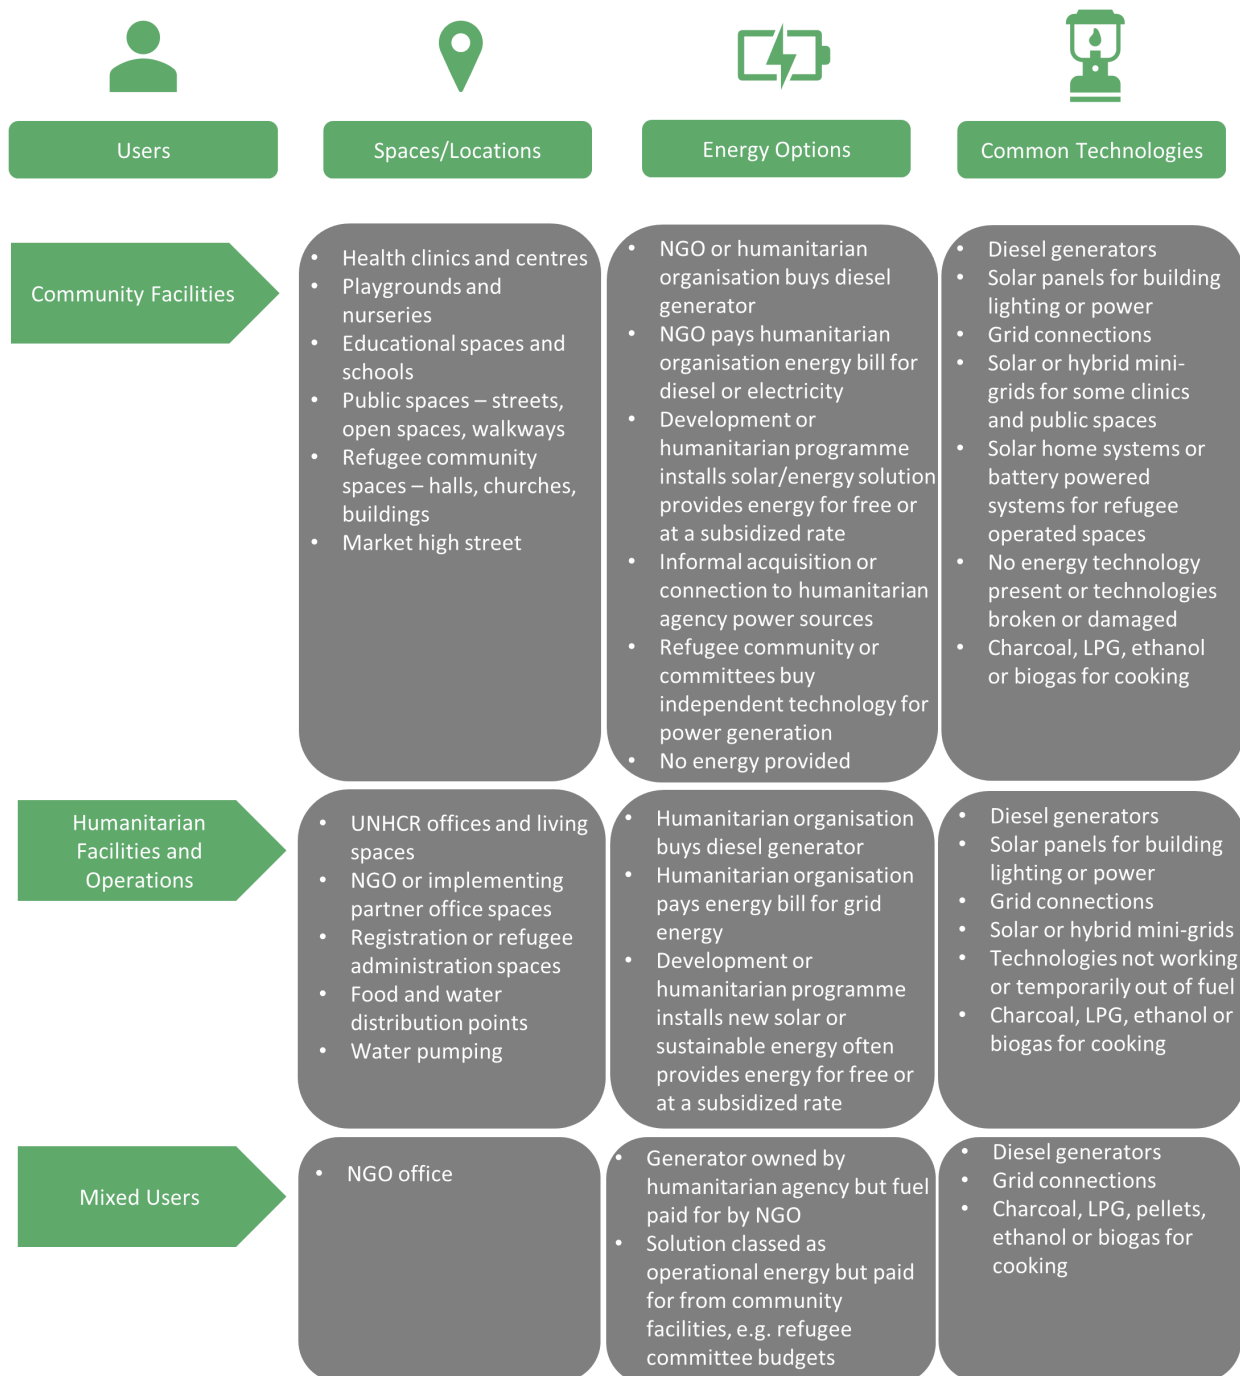 Users
Spaces/Locations
Energy Options
Common Technologies
Community Facilities
• Health clinics and centres
• Playgrounds and
nurseries
• Educational spaces and
schools
• Public spaces – streets,
open spaces, walkways
• Refugee community
spaces – halls, churches,
buildings
• Market high street
• NGO or humanitarian
organisation buys diesel
generator
• NGO pays humanitarian
organisation energy bill for
diesel or electricity
• Development or
humanitarian programme
installs solar/energy solution
provides energy for free or
at a subsidized rate
• Informal acquisition or
connection to humanitarian
agency power sources
• Refugee community or
committees buy
independent technology for
power generation
• No energy provided
• Diesel generators
• Solar panels for building
lighting or power
• Grid connections
• Solar or hybrid mini-
grids for some clinics
and public spaces
• Solar home systems or
battery powered
systems for refugee
operated spaces
• No energy technology
present or technologies
broken or damaged
• Charcoal, LPG, ethanol
or biogas for cooking
Humanitarian
Facilities and
Operations
• UNHCR offices and living
spaces
• NGO or implementing
partner office spaces
• Registration or refugee
administration spaces
• Food and water
distribution points
• Water pumping
• Humanitarian organisation
buys diesel generator
• Humanitarian organisation
pays energy bill for grid
energy
• Development or
humanitarian programme
installs new solar or
sustainable energy often
provides energy for free or
at a subsidized rate
• Diesel generators
• Solar panels for building
lighting or power
• Grid connections
• Solar or hybrid mini-grids
• Technologies not working
or temporarily out of fuel
• Charcoal, LPG, ethanol or
biogas for cooking
Mixed Users
• NGO office
• Generator owned by
humanitarian agency but fuel
paid for by NGO
• Solution classed as
operational energy but paid
for from community
facilities, e.g. refugee
committee budgets
• Diesel generators
• Grid connections
• Charcoal, LPG, pellets,
ethanol or biogas for
cooking